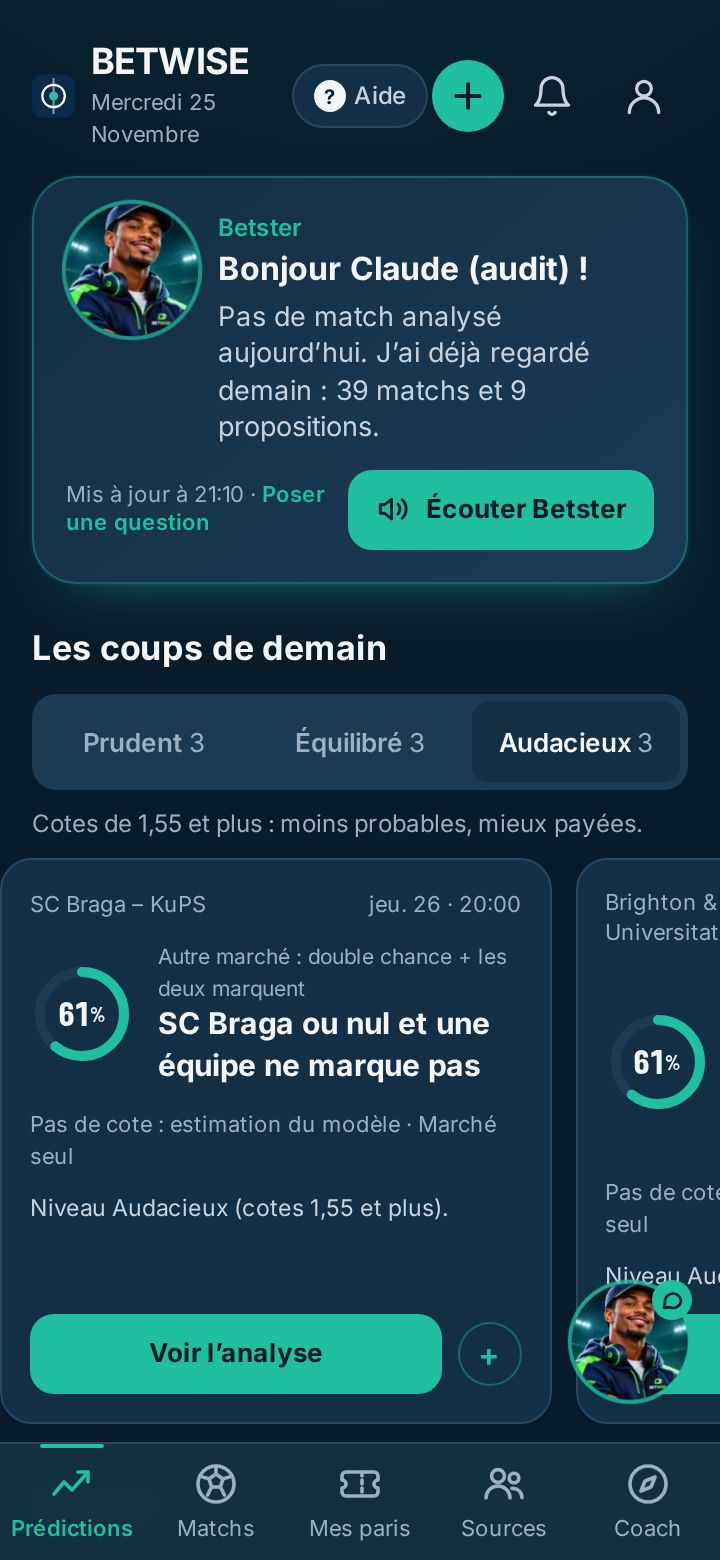 BETWISE
Mercredi 25
Novembre
? Aide
Betster
Bonjour Claude (audit) !
Pas de match analysé
aujourd’hui. J’ai déjà regardé
demain : 39 matchs et 9
propositions.
Mis à jour à 21:10 · Poser
une question
Écouter Betster
Les coups de demain
Prudent 3
Équilibré 3
Audacieux 3
Cotes de 1,55 et plus : moins probables, mieux payées.
SC Braga – KuPS
jeu. 26 · 20:00
61%
Autre marché : double chance + les
deux marquent
SC Braga ou nul et une
équipe ne marque pas
Pas de cote : estimation du modèle · Marché
seul
Niveau Audacieux (cotes 1,55 et plus).
Voir l’analyse
+
Brighton &
Universitat
61%
Pas de cote
seul
Niveau Aud
Prédictions
Matchs
Mes paris
Sources
Coach